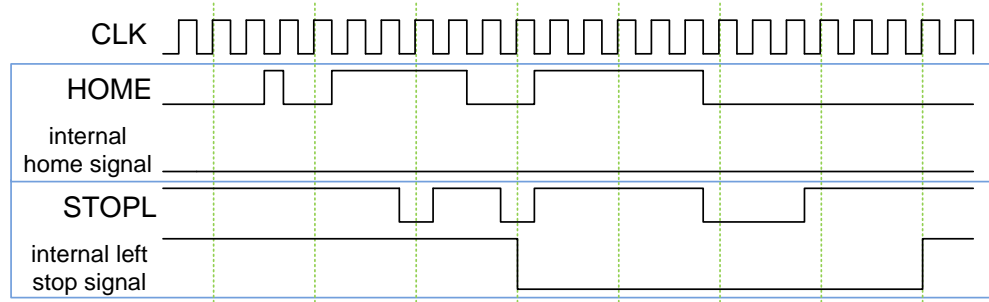 CLK
HOME
internal
home signal
STOPL
internal left
stop signal